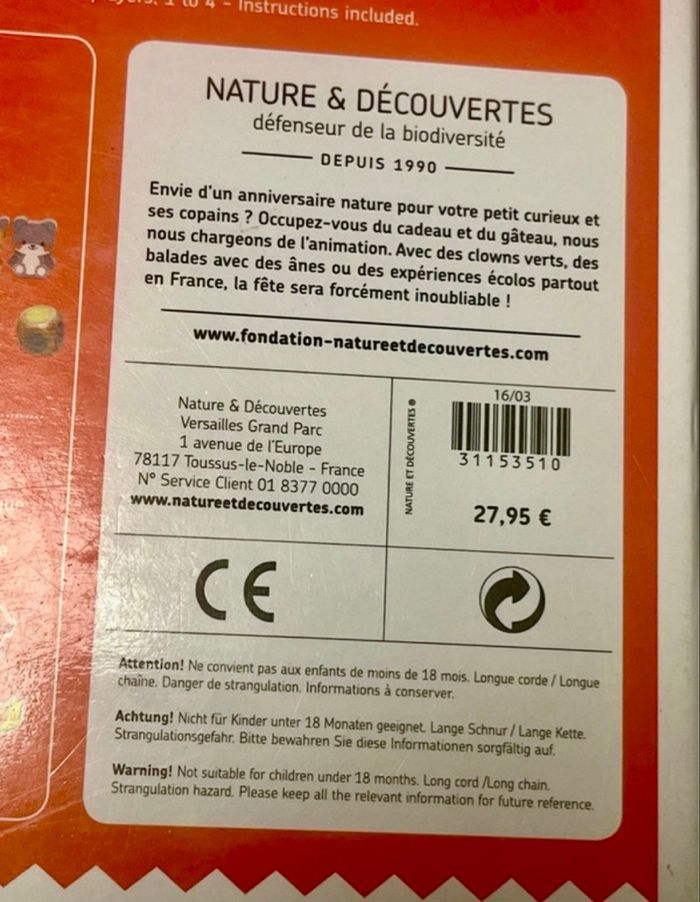 1 to 4 - Instructions included.
NATURE & DÉCOUVERTES
défenseur de la biodiversité
DEPUIS 1990
Envie d'un anniversaire nature pour votre petit curieux et
ses copains ? Occupez-vous du cadeau et du gâteau, nous
nous chargeons de l'animation. Avec des clowns verts, des
balades avec des ânes ou des expériences écolos partout
en France, la fête sera forcément inoubliable !
www.fondation-natureetdecouvertes.com
Nature & Découvertes
Versailles Grand Parc
1 avenue de l'Europe
78117 Toussus-le-Noble - France
N° Service Client 01 8377 0000
www.natureetdecouvertes.com
NATURE ET DÉCOUVERTES ®
16/03
31153510
27,95 €
CE
Attention! Ne convient pas aux enfants de moins de 18 mois. Longue corde / Longue
chaîne. Danger de strangulation. Informations à conserver.
Achtung! Nicht für Kinder unter 18 Monaten geeignet. Lange Schnur / Lange Kette.
Strangulationsgefahr. Bitte bewahren Sie diese Informationen sorgfältig auf.
Warning! Not suitable for children under 18 months. Long cord /Long chain.
Strangulation hazard. Please keep all the relevant information for future reference.